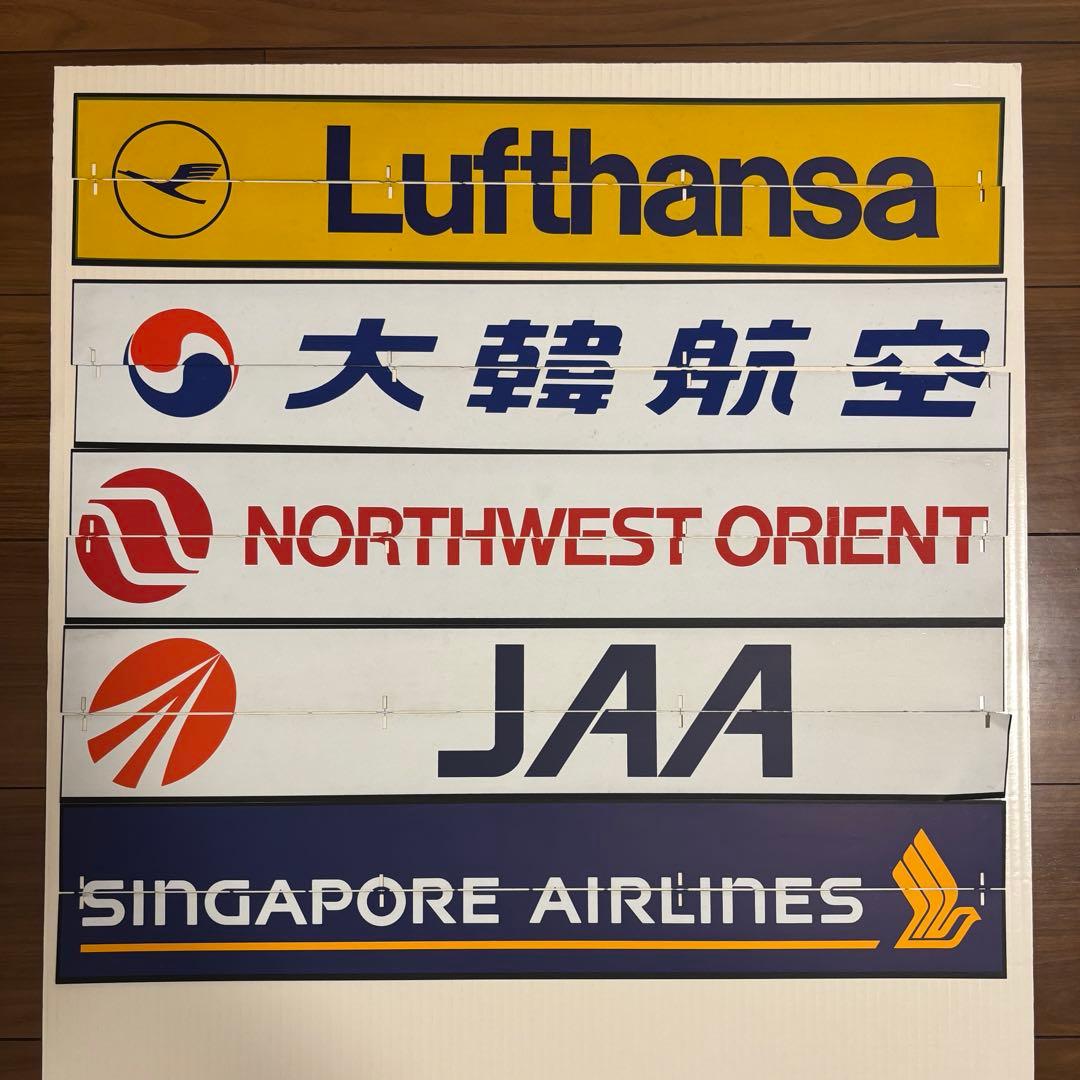 Lufthansa
大韓航空
NORTHWEST ORIENT
JAA
SINGAPORE AIRLINES